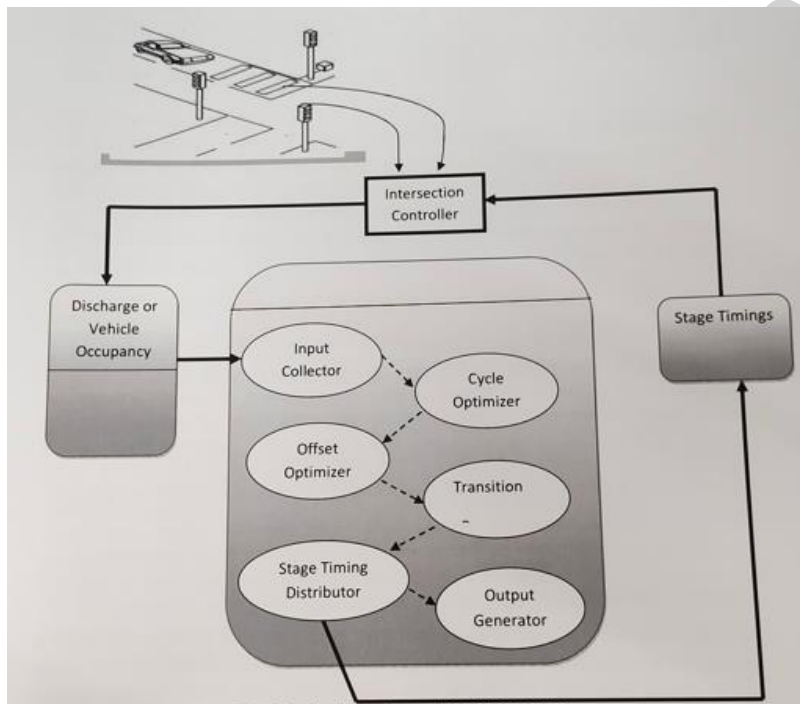 Intersection
Controller
Discharge or
Vehicle
Occupancy
Stage Timings
Input
Collector
Cycle
Optimizer
Offset
Optimizer
Transition
Stage Timing
Distributor
Output
Generator